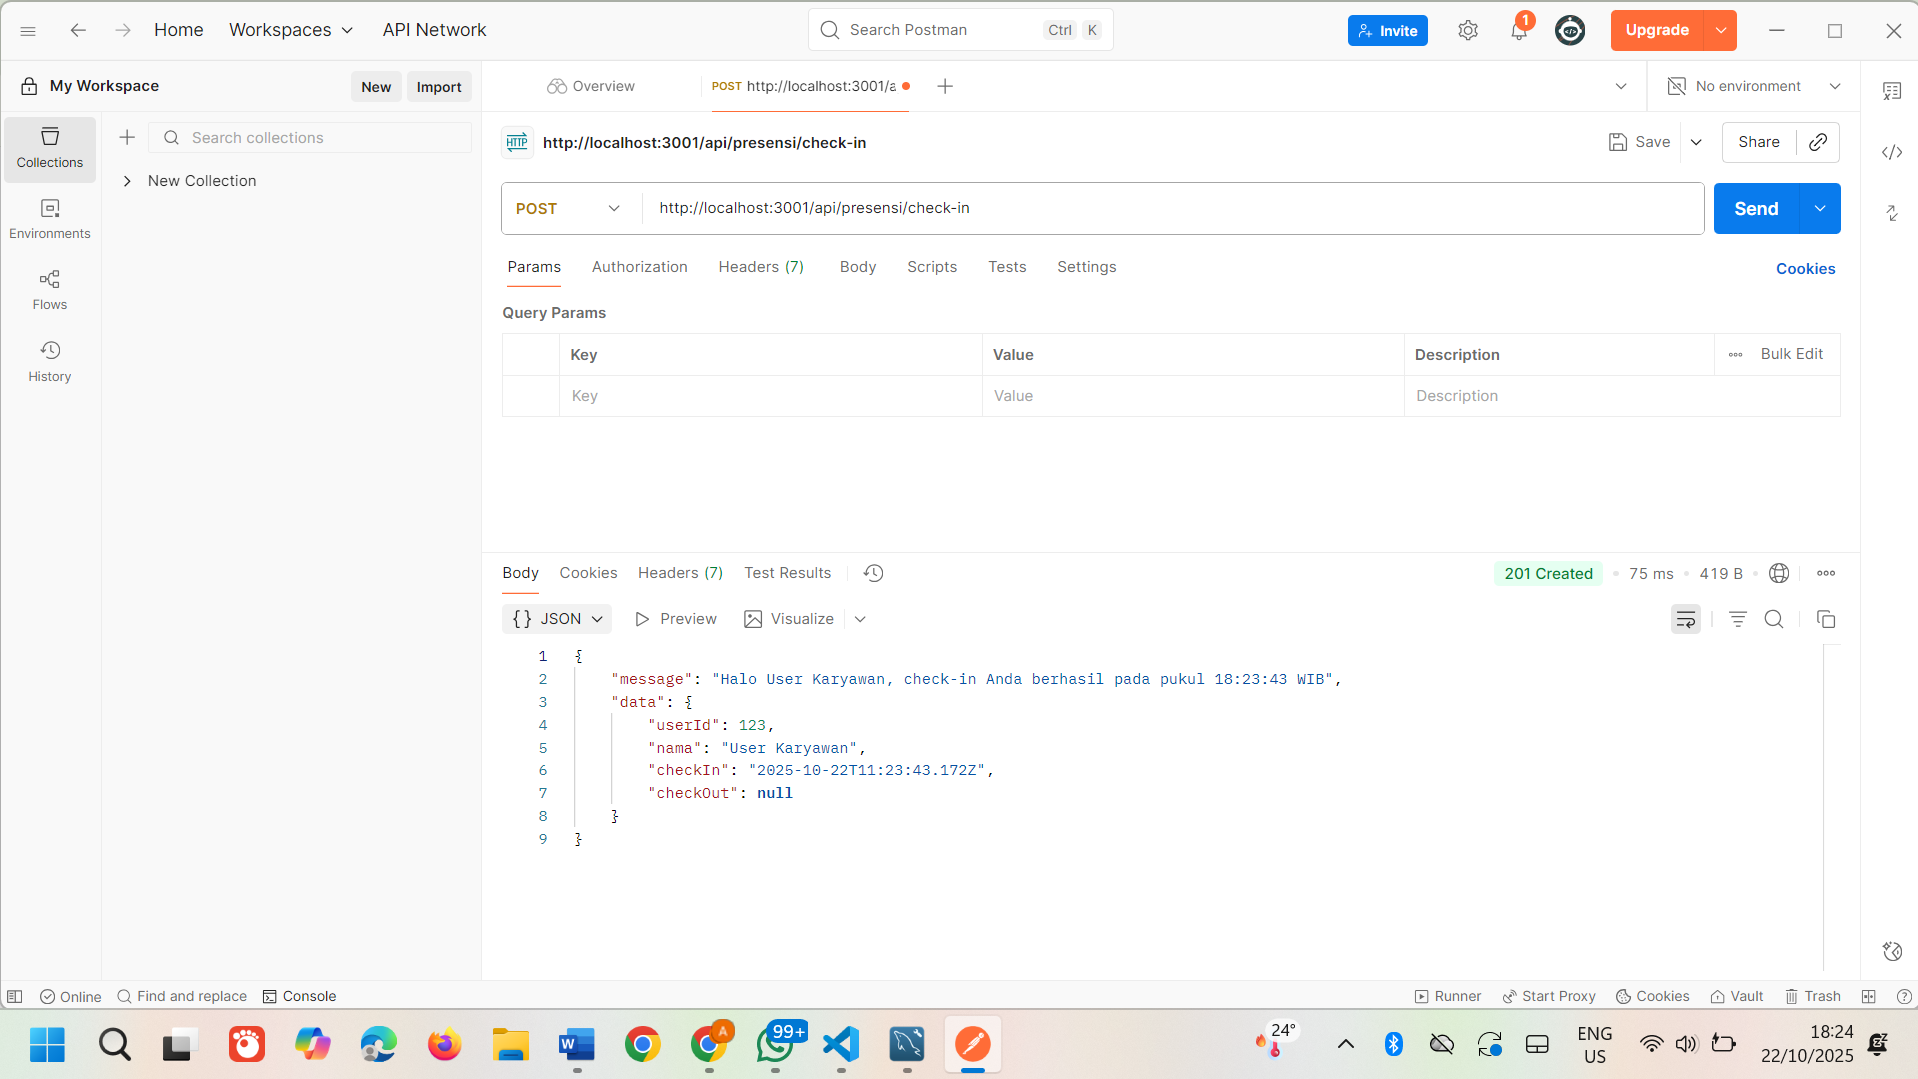 Home Workspaces API Network Search Postman Ctrl K Invite 1 Upgrade
My Workspace New Import Overview POST http://localhost:3001/a No environment
Collections Search collections HTTP http://localhost:3001/api/presensi/check-in Save Share
New Collection
POST http://localhost:3001/api/presensi/check-in Send
Environments
Params Authorization Headers (7) Body Scripts Tests Settings Cookies
Flows
Query Params
Key Value Description Bulk Edit
History
Key Value Description
Body Cookies Headers (7) Test Results 201 Created 75 ms 419 B
{} JSON Preview Visualize
1 {
2 "message": "Halo User Karyawan, check-in Anda berhasil pada pukul 18:23:43 WIB",
3 "data": {
4 "userId": 123,
5 "nama": "User Karyawan",
6 "checkIn": "2025-10-22T11:23:43.172Z",
7 "checkOut": null
8 }
9 }
Online Find and replace Console Runner Start Proxy Cookies Vault Trash
A 99+ 24° ENG 18:24
US 22/10/2025